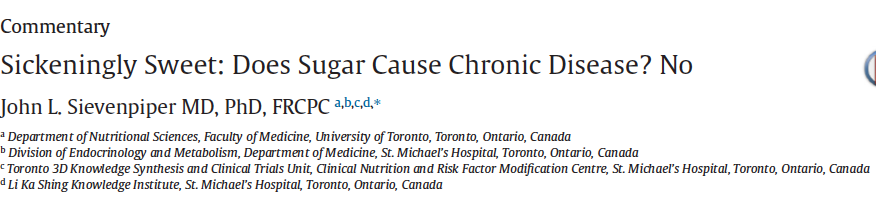 Commentary
Sickeningly Sweet: Does Sugar Cause Chronic Disease? No
John L. Sievenpiper MD, PhD, FRCPC a,b,c,d,*
a Department of Nutritional Sciences, Faculty of Medicine, University of Toronto, Toronto, Ontario, Canada
b Division of Endocrinology and Metabolism, Department of Medicine, St. Michael's Hospital, Toronto, Ontario, Canada
c Toronto 3D Knowledge Synthesis and Clinical Trials Unit, Clinical Nutrition and Risk Factor Modification Centre, St. Michael's Hospital, Toronto, Ontario, Canada
d Li Ka Shing Knowledge Institute, St. Michael's Hospital, Toronto, Ontario, Canada